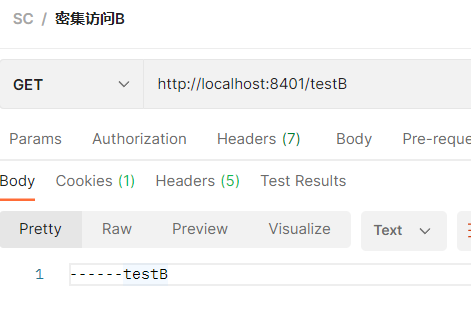 SC / 密集访问B
GET http://localhost:8401/testB
Params Authorization Headers (7) Body Pre-reque
Body Cookies (1) Headers (5) Test Results
Pretty Raw Preview Visualize Text
1 ------testB